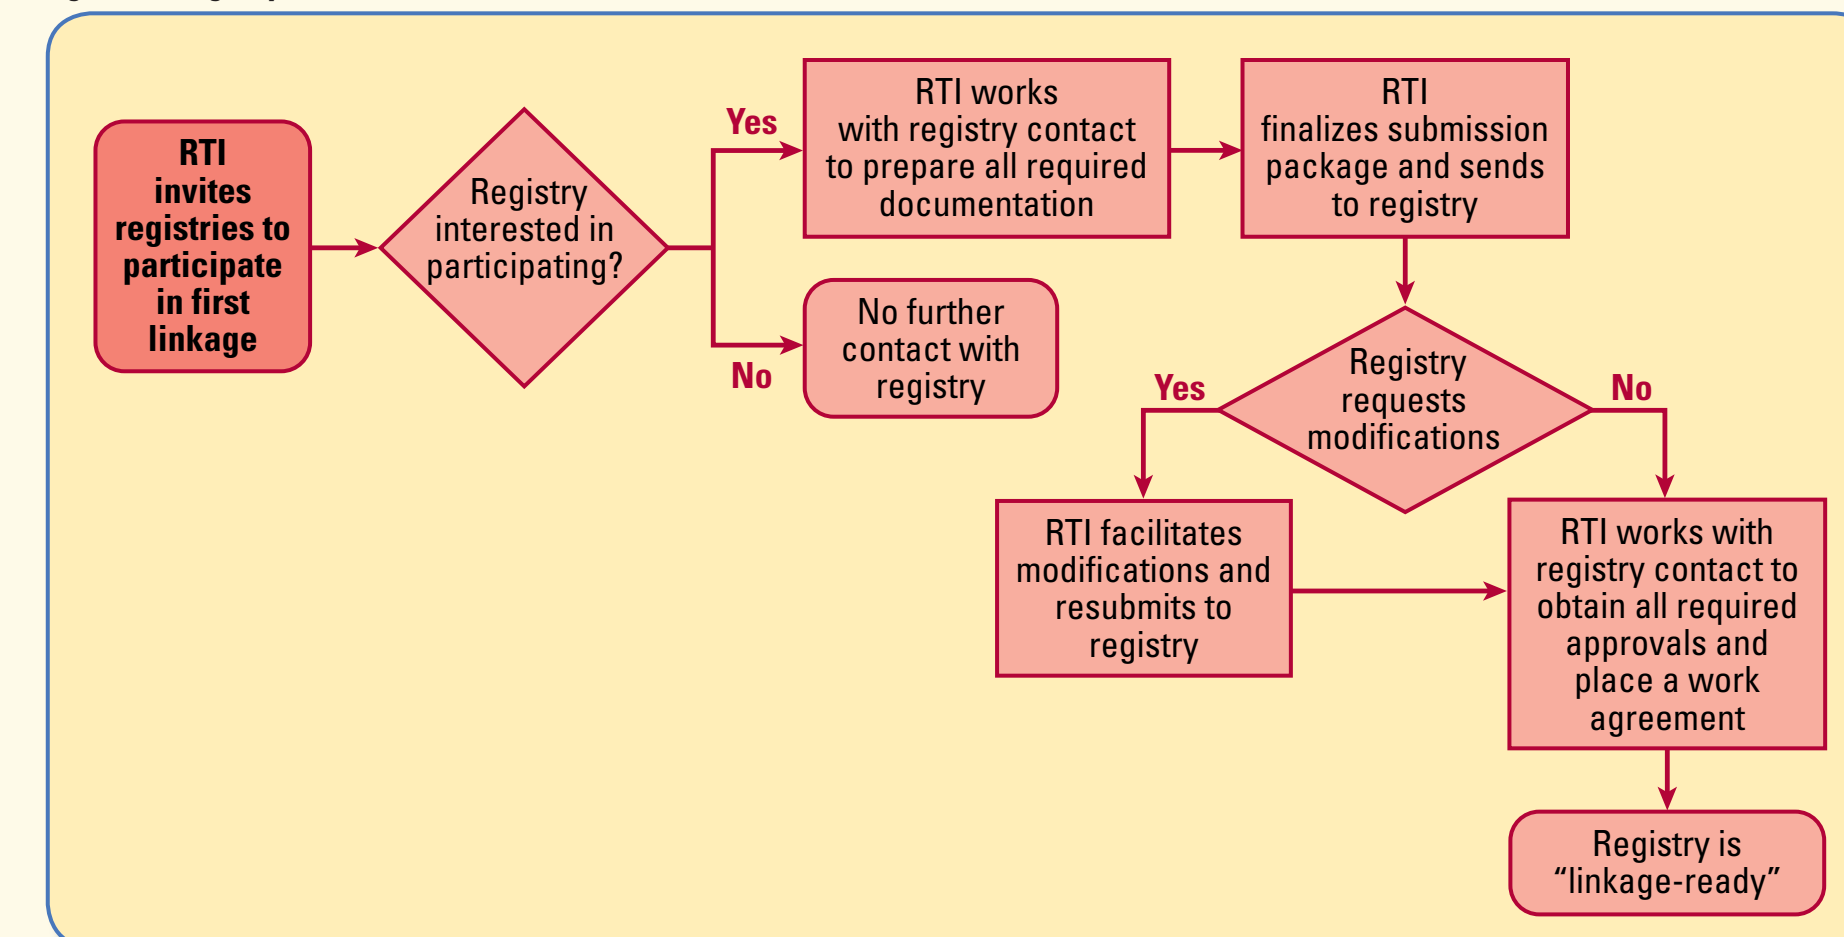 RTI
invites
registries to
participate
in first
linkage
Registry
interested in
participating?
Yes
RTI works
with registry contact
to prepare all required
documentation
RTI
finalizes submission
package and sends
to registry
No
No further
contact with
registry
Registry
requests
modifications
Yes
No
RTI facilitates
modifications and
resubmits to
registry
RTI works with
registry contact to
obtain all required
approvals and
place a work
agreement
Registry is
“linkage-ready”